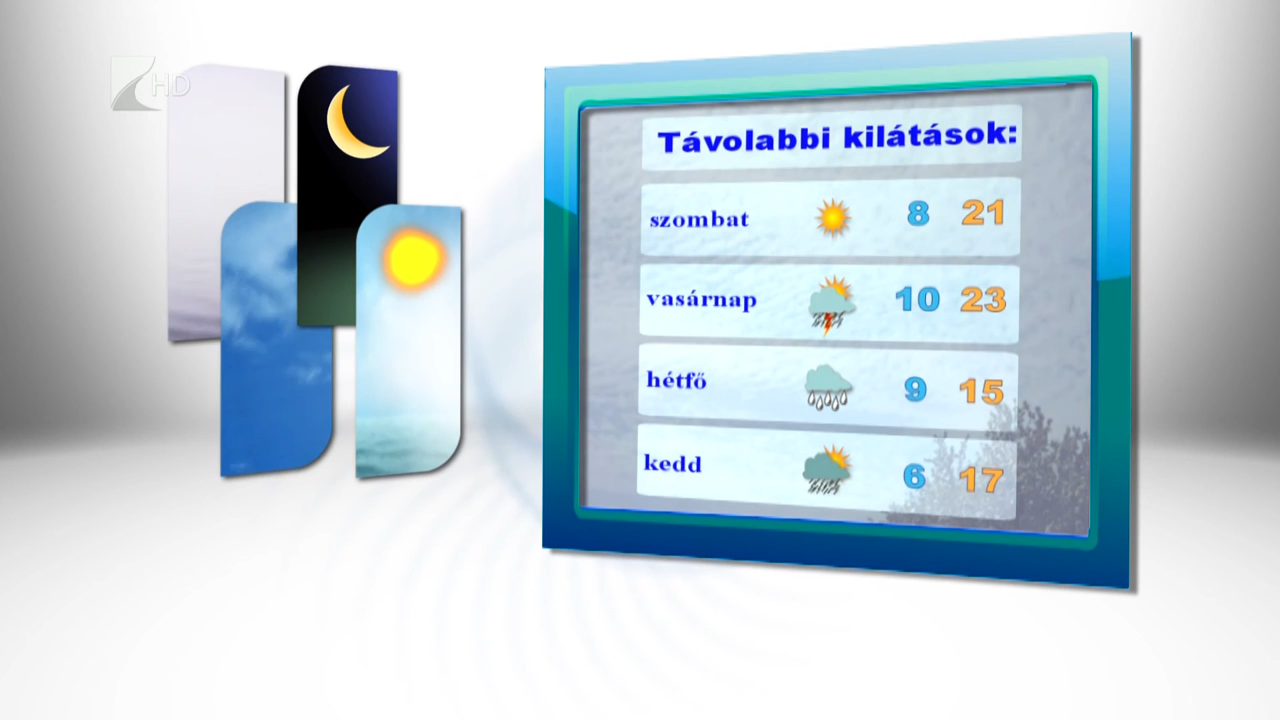 HD
Távolabbi kilátások:
szombat 8 21
vasárnap 10 23
hétfő 9 15
kedd 6 17